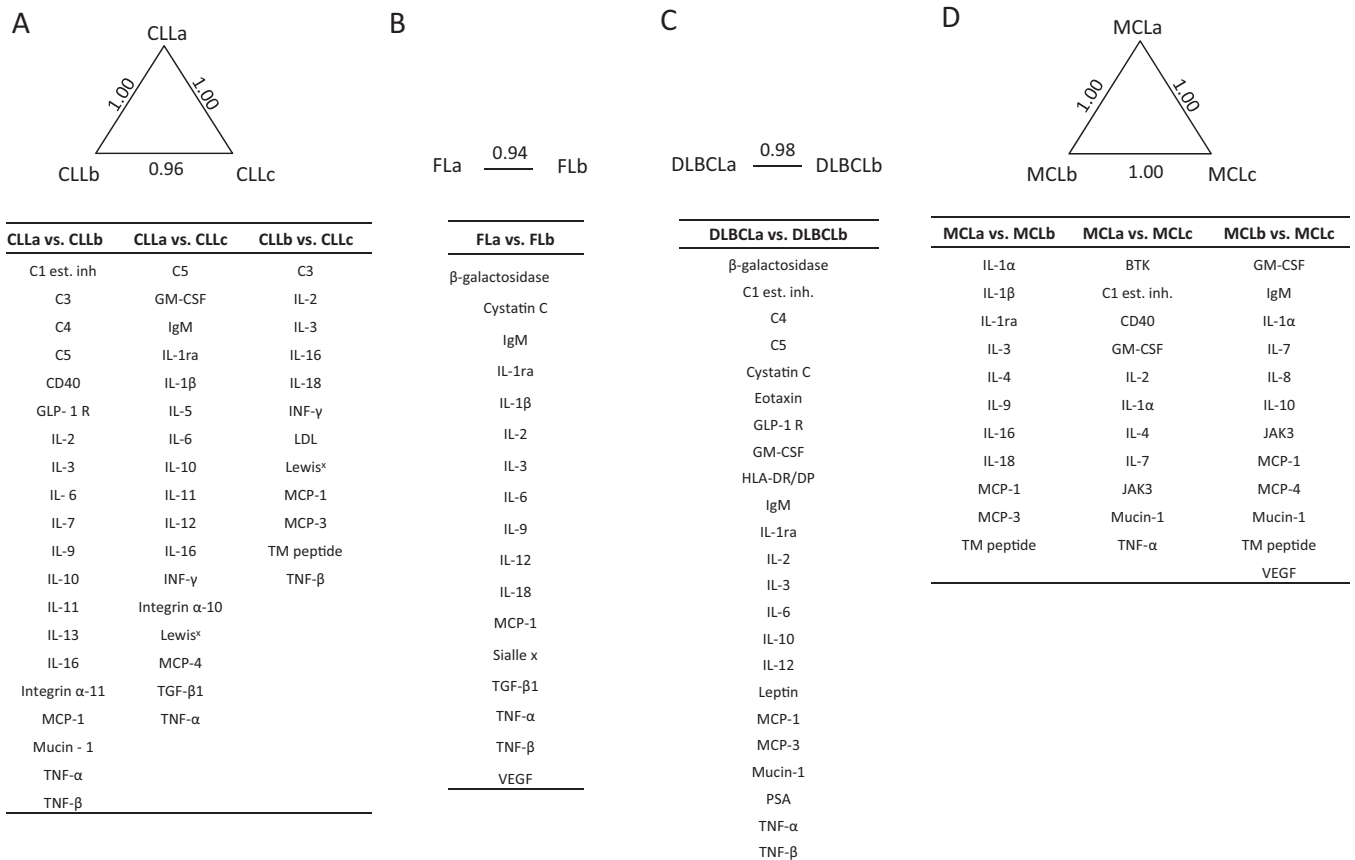 A
CLLa
1.00
1.00
CLLb
0.96
CLLc
CLLa vs. CLLb CLLa vs. CLLc CLLb vs. CLLc
C1 est. inh C5 C3
C3 GM-CSF IL-2
C4 IgM IL-3
C5 IL-1ra IL-16
CD40 IL-1β IL-18
GLP- 1 R IL-5 INF-γ
IL-2 IL-6 LDL
IL-3 IL-10 Lewisˣ
IL- 6 IL-11 MCP-1
IL-7 IL-12 MCP-3
IL-9 IL-16 TM peptide
IL-10 INF-γ TNF-β
IL-11 Integrin α-10
IL-13 Lewisˣ
IL-16 MCP-4
Integrin α-11 TGF-β1
MCP-1 TNF-α
Mucin - 1
TNF-α
TNF-β
B
FLa 0.94 FLb
FLa vs. FLb
β-galactosidase
Cystatin C
IgM
IL-1ra
IL-1β
IL-2
IL-3
IL-6
IL-9
IL-12
IL-18
MCP-1
Sialle x
TGF-β1
TNF-α
TNF-β
VEGF
C
DLBCLa 0.98 DLBCLb
DLBCLa vs. DLBCLb
β-galactosidase
C1 est. inh.
C4
C5
Cystatin C
Eotaxin
GLP-1 R
GM-CSF
HLA-DR/DP
IgM
IL-1ra
IL-2
IL-3
IL-6
IL-10
IL-12
Leptin
MCP-1
MCP-3
Mucin-1
PSA
TNF-α
TNF-β
D
MCLa
1.00
1.00
MCLb
1.00
MCLc
MCLa vs. MCLb MCLa vs. MCLc MCLb vs. MCLc
IL-1α BTK GM-CSF
IL-1β C1 est. inh. IgM
IL-1ra CD40 IL-1α
IL-3 GM-CSF IL-7
IL-4 IL-2 IL-8
IL-9 IL-1α IL-10
IL-16 IL-4 JAK3
IL-18 IL-7 MCP-1
MCP-1 JAK3 MCP-4
MCP-3 Mucin-1 Mucin-1
TM peptide TNF-α TM peptide
VEGF